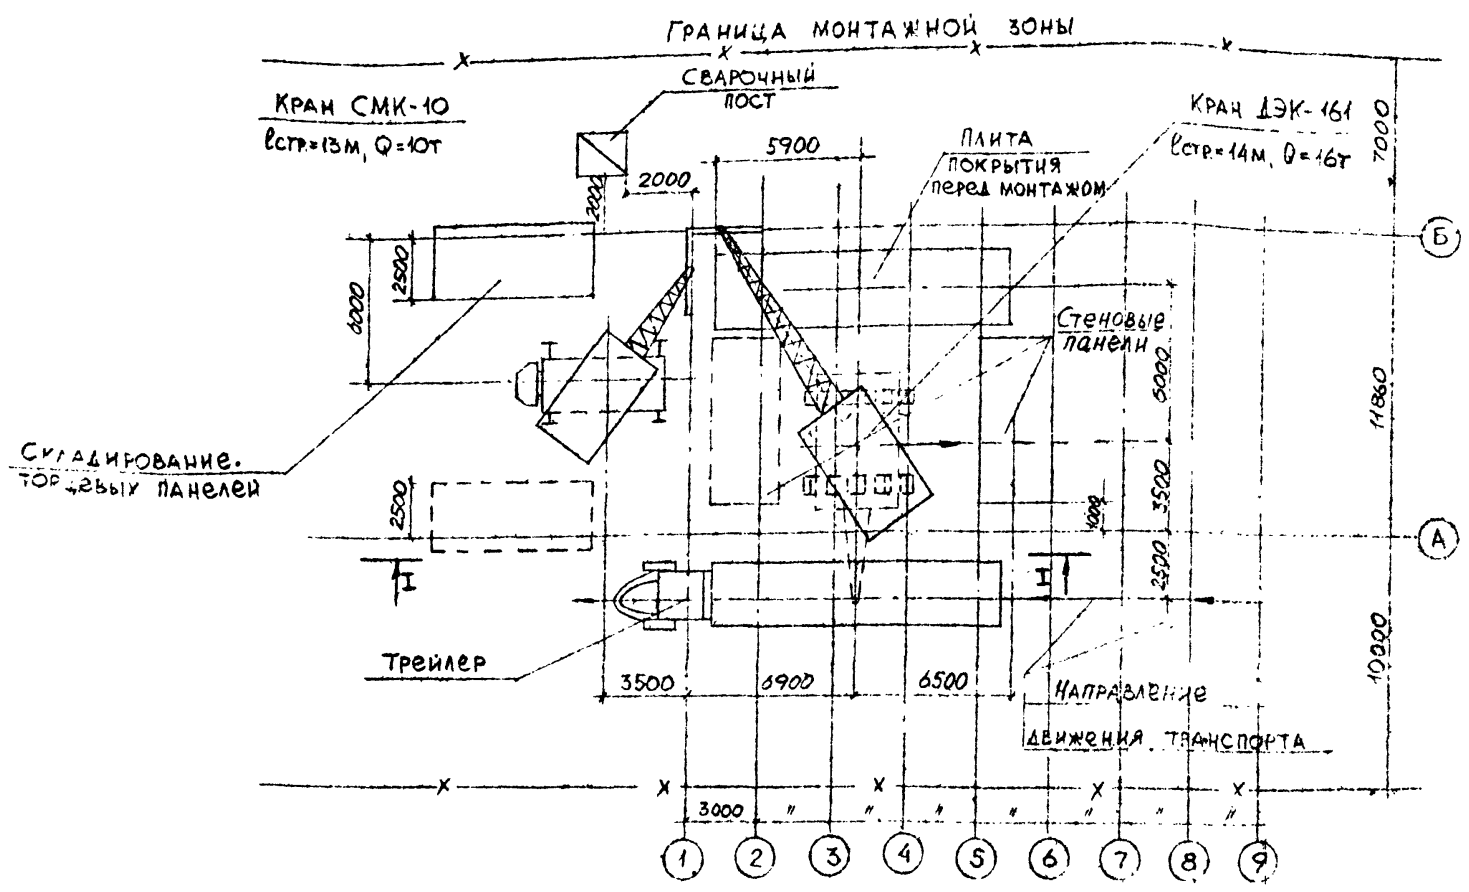 ГРАНИЦА МОНТАЖНОЙ ЗОНЫ
X X X X
СВАРОЧНЫЙ
ПОСТ
КРАН СМК-10
ℓстр=13м, Q=10т
КРАН ДЭК-161
ℓстр=14м, Q=16т
ПЛИТА
ПОКРЫТИЯ
ПЕРЕД МОНТАЖОМ
5900
2000
2000
7000
Б
2500
6000
СТЕНОВЫЕ
ПАНЕЛИ
6000
11860
СКЛАДИРОВАНИЕ.
ТОРЦЕВЫХ ПАНЕЛЕЙ
2500
3500
1000
А
I
I
2500
ТРЕЙЛЕР
3500
6900
6500
10000
НАПРАВЛЕНИЕ
ДВИЖЕНИЯ ТРАНСПОРТА
X X X X X
3000 " " " " " " "
1 2 3 4 5 6 7 8 9